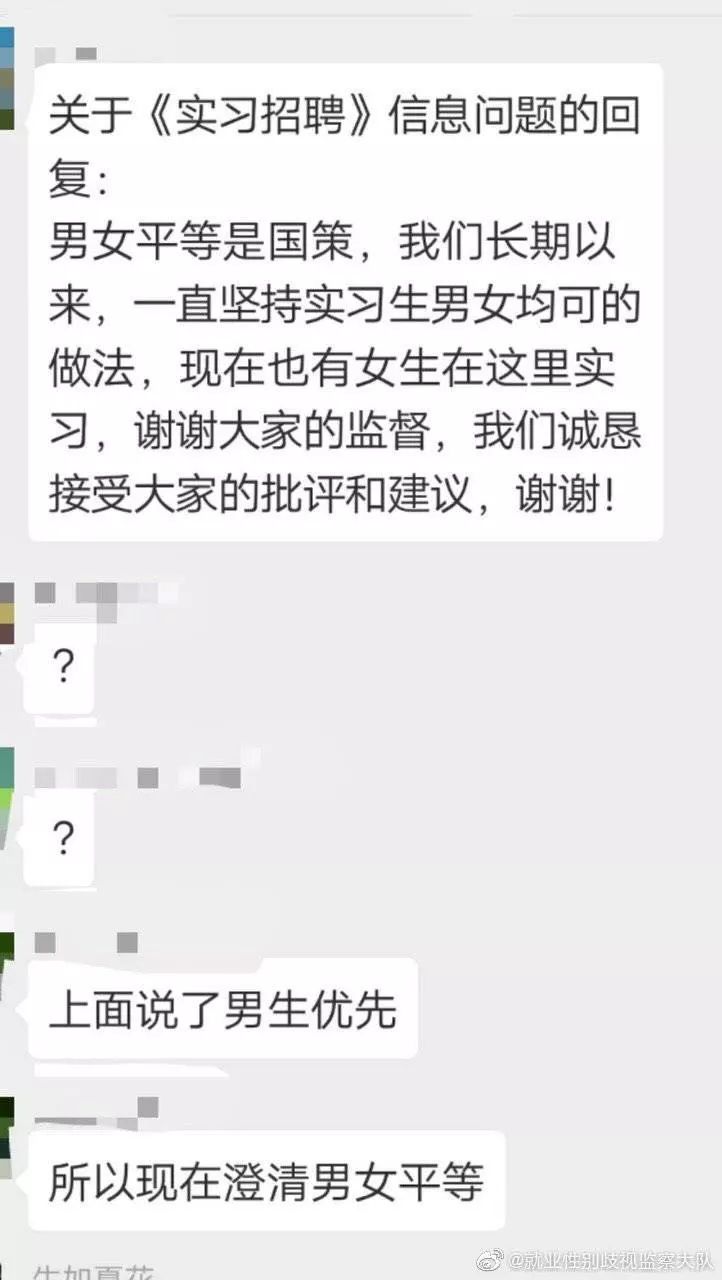 关于《实习招聘》信息问题的回
复：
男女平等是国策，我们长期以
来，一直坚持实习生男女均可的
做法，现在也有女生在这里实
习，谢谢大家的监督，我们诚恳
接受大家的批评和建议，谢谢！
？
？
上面说了男生优先
所以现在澄清男女平等
@就业性别歧视监察大队